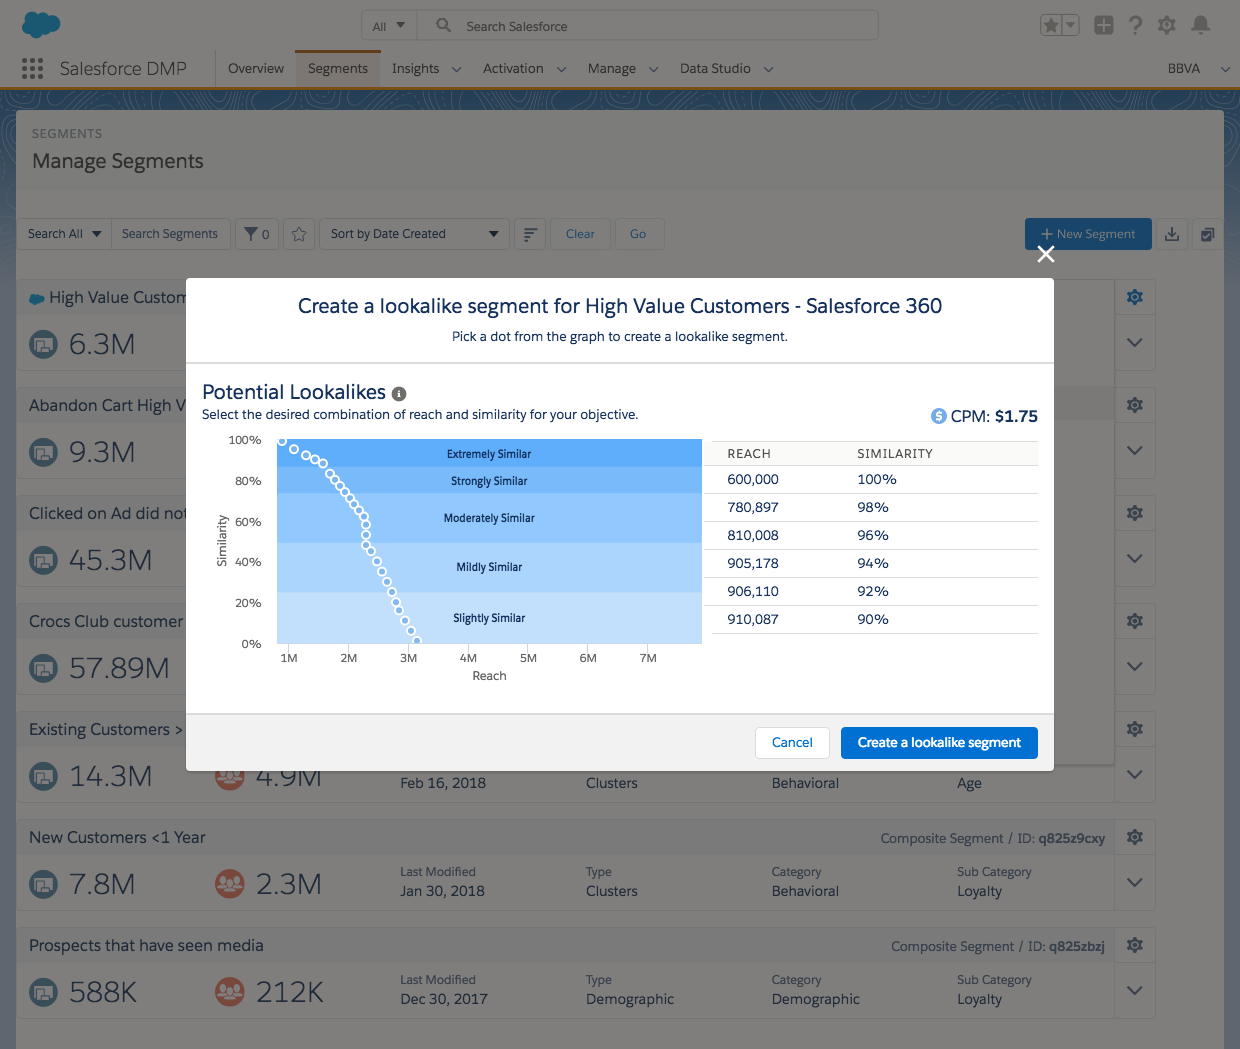 All
Search Salesforce
Salesforce DMP
Overview
Segments
Insights
Activation
Manage
Data Studio
BBVA
SEGMENTS
Manage Segments
Search All
Search Segments
0
Sort by Date Created
Clear
Go
+ New Segment
High Value Custom
6.3M
Abandon Cart High V
9.3M
Clicked on Ad did not
45.3M
Crocs Club customer
57.89M
Existing Customers >
14.3M
4.9M
Feb 16, 2018
Clusters
Behavioral
Age
Create a lookalike segment for High Value Customers - Salesforce 360
Pick a dot from the graph to create a lookalike segment.
Potential Lookalikes
Select the desired combination of reach and similarity for your objective.
$ CPM: $1.75
Similarity
100%
80%
60%
40%
20%
0%
Extremely Similar
Strongly Similar
Moderately Similar
Mildly Similar
Slightly Similar
1M 2M 3M 4M 5M 6M 7M
Reach
REACH SIMILARITY
600,000 100%
780,897 98%
810,008 96%
905,178 94%
906,110 92%
910,087 90%
Cancel
Create a lookalike segment
New Customers <1 Year
Composite Segment / ID: q825z9cxy
7.8M
2.3M
Last Modified
Jan 30, 2018
Type
Clusters
Category
Behavioral
Sub Category
Loyalty
Prospects that have seen media
Composite Segment / ID: q825zbzj
588K
212K
Last Modified
Dec 30, 2017
Type
Demographic
Category
Demographic
Sub Category
Loyalty